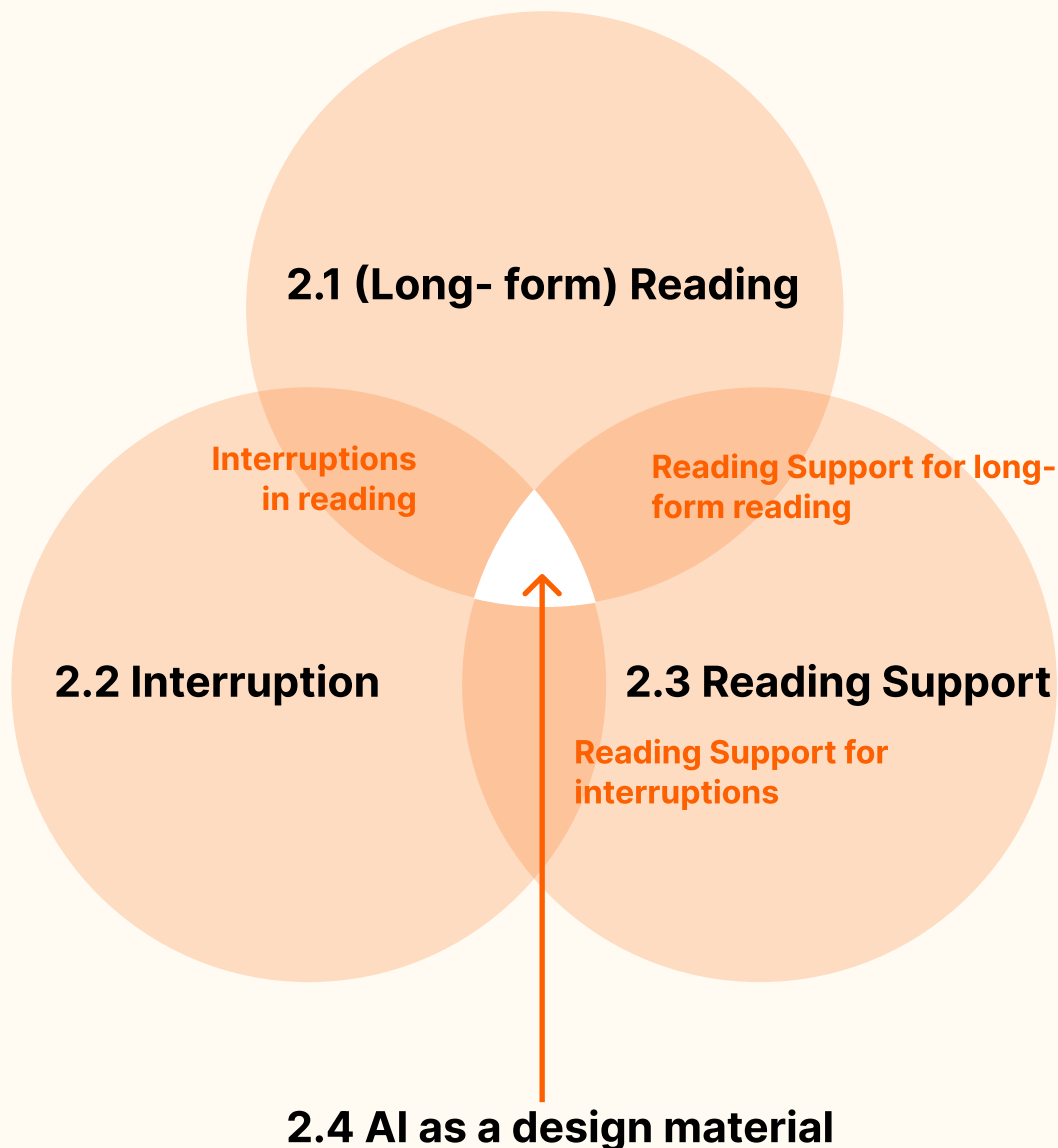 2.1 (Long- form) Reading
Interruptions
in reading
Reading Support for long-
form reading
2.2 Interruption
2.3 Reading Support
Reading Support for
interruptions
2.4 AI as a design material